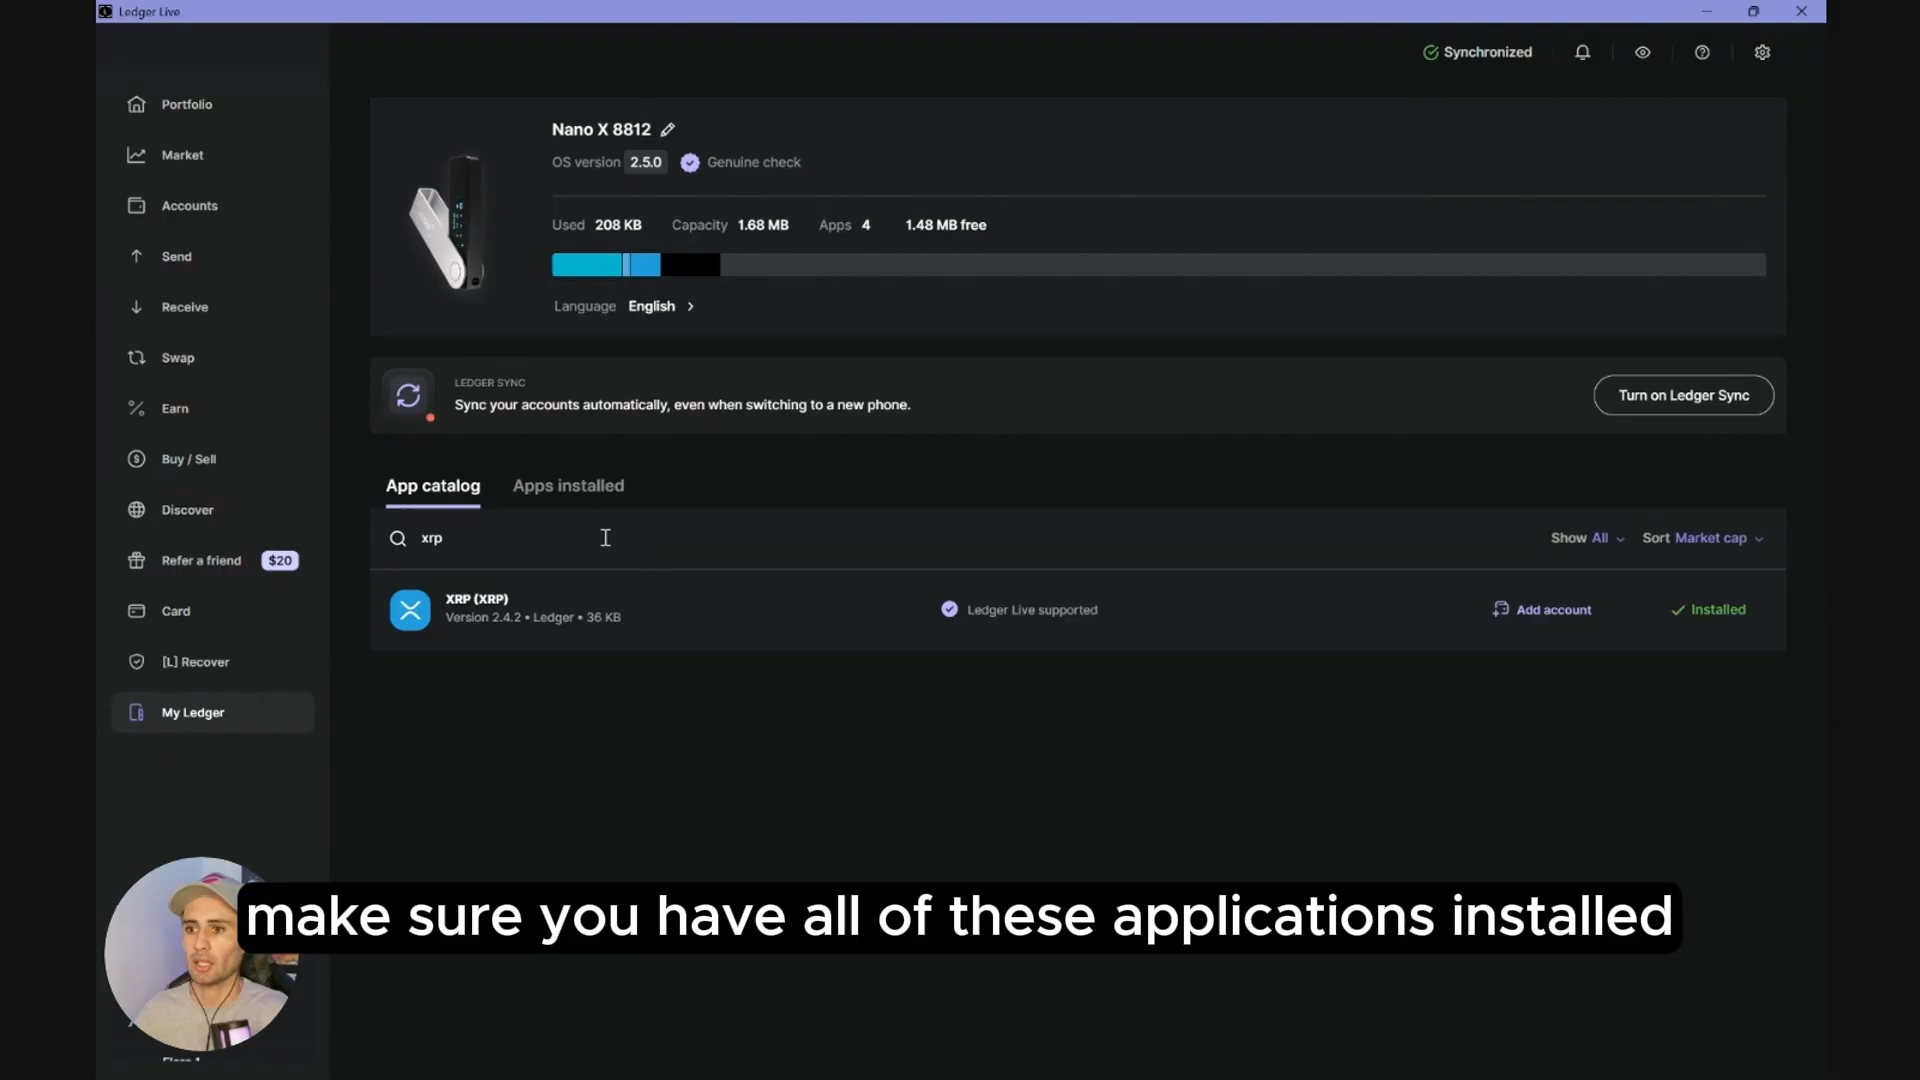 Ledger Live
Synchronized
Portfolio
Market
Accounts
Send
Receive
Swap
Earn
Buy / Sell
Discover
Refer a friend $20
Card
[L] Recover
My Ledger
Nano X 8812
OS version 2.5.0 Genuine check
Used 208 KB Capacity 1.68 MB Apps 4 1.48 MB free
Language English
LEDGER SYNC
Sync your accounts automatically, even when switching to a new phone.
Turn on Ledger Sync
App catalog Apps installed
xrp
Show All Sort Market cap
XRP (XRP)
Version 2.4.2 • Ledger • 36 KB
Ledger Live supported
Add account
Installed
make sure you have all of these applications installed